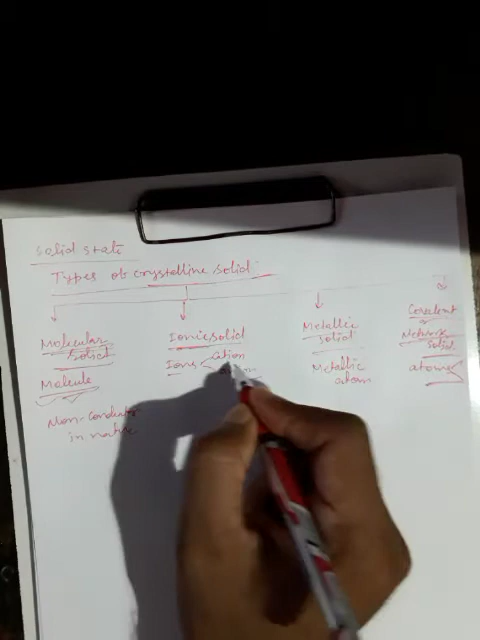 Solid state
Types of crystalline solid
Molecular
solid
Molecule
Non-Conductor
in nature
Ionic solid
Ions
Cation
Metallic
solid
Metallic
atom
Covalent
or
Network
solid
atoms